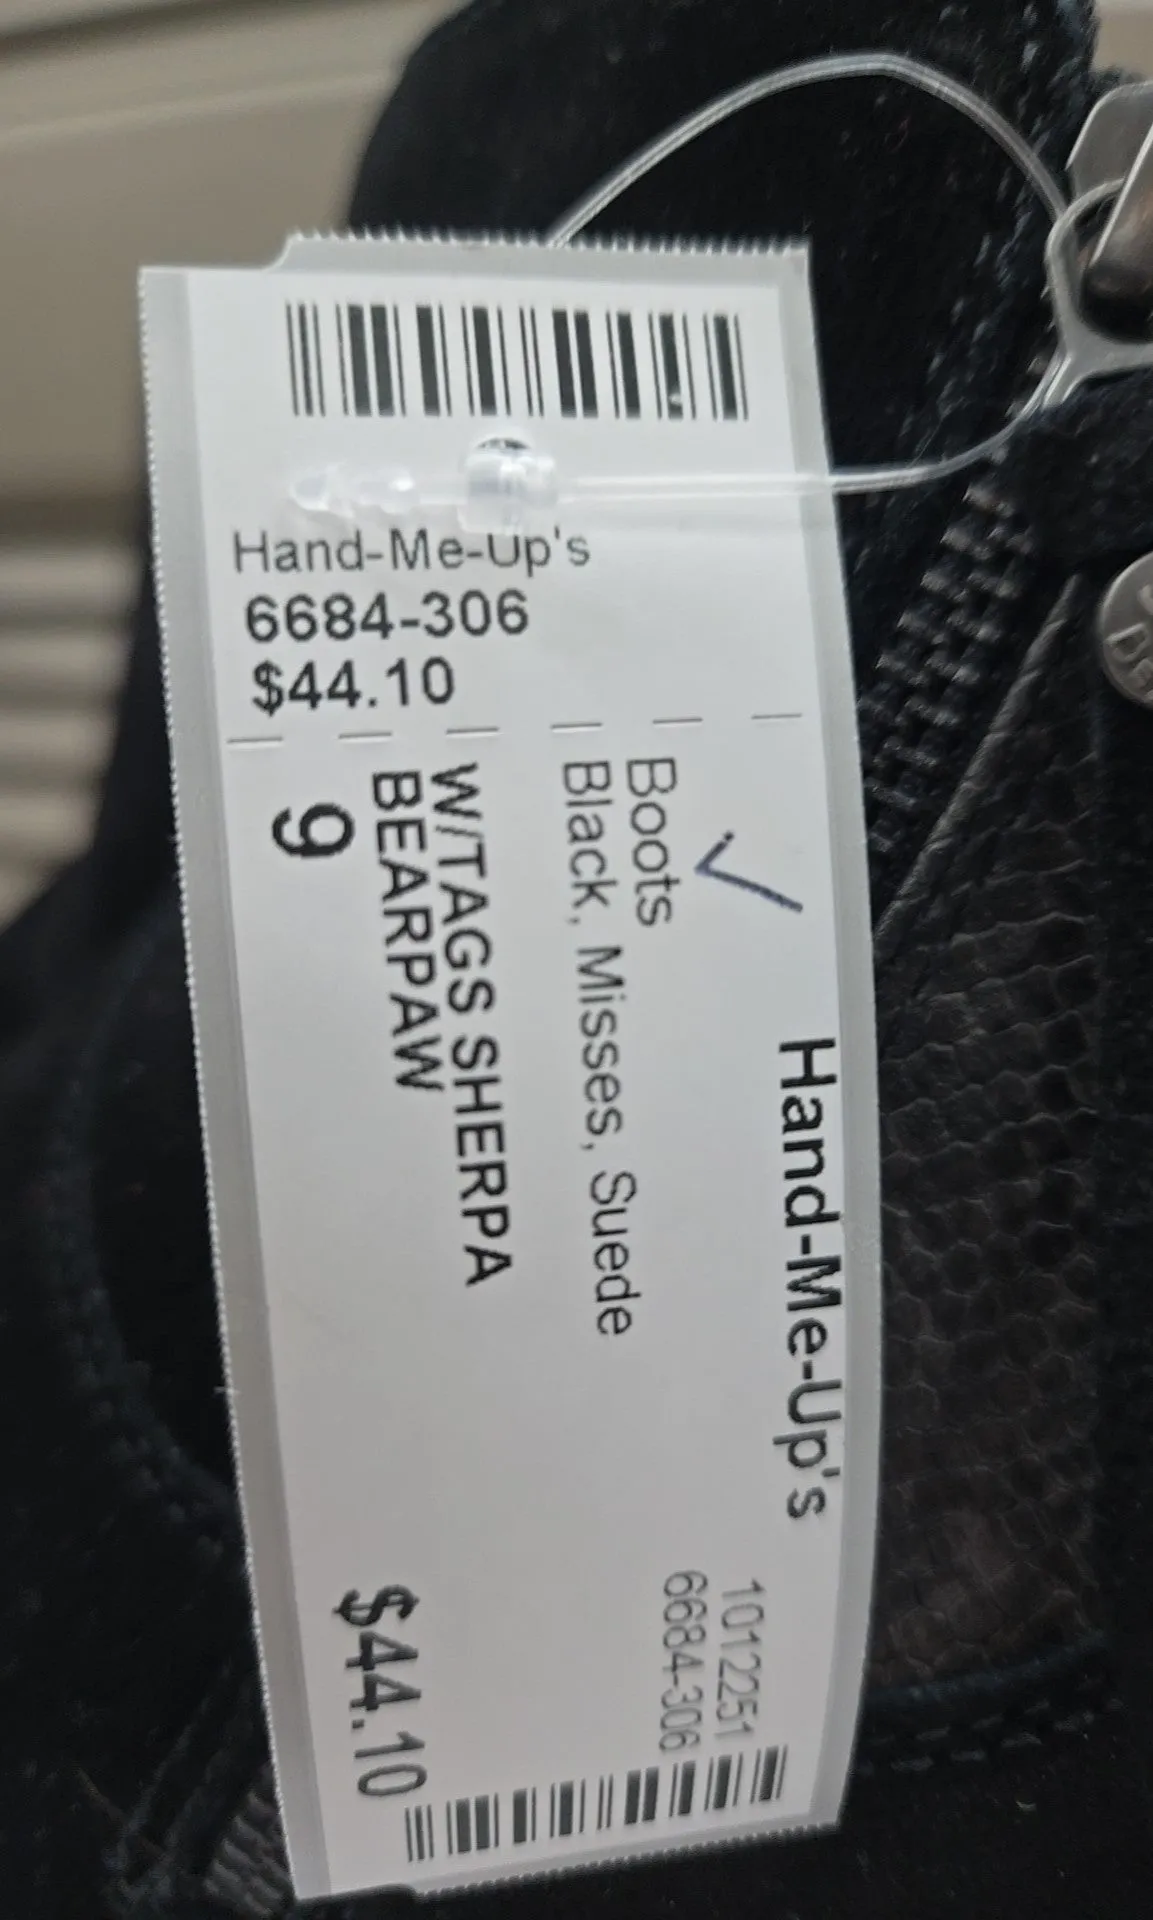 Hand-Me-Up's
6684-306
$44.10
Hand-Me-Up's
10122251
6684-306
Boots
Black, Misses, Suede
W/TAGS SHERPA
BEARPAW
9
$44.10